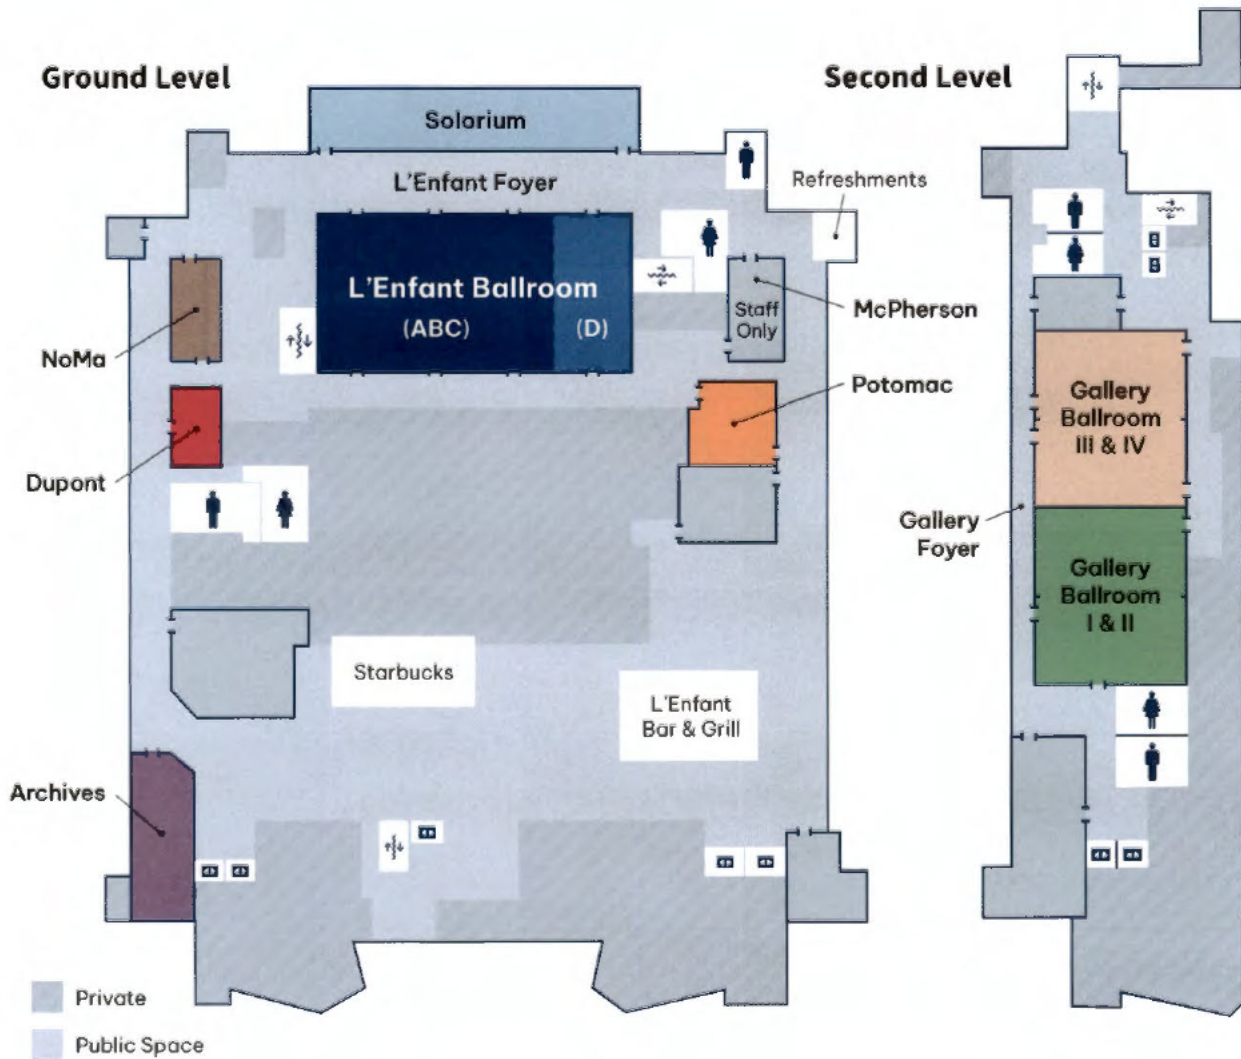 Ground Level
Second Level
Solorium
L'Enfant Foyer
Refreshments
L'Enfant Ballroom
(ABC)
(D)
Staff
Only
McPherson
NoMa
Potomac
Dupont
Gallery
Ballroom
III & IV
Gallery
Foyer
Gallery
Ballroom
I & II
Starbucks
L'Enfant
Bar & Grill
Archives
Private
Public Space